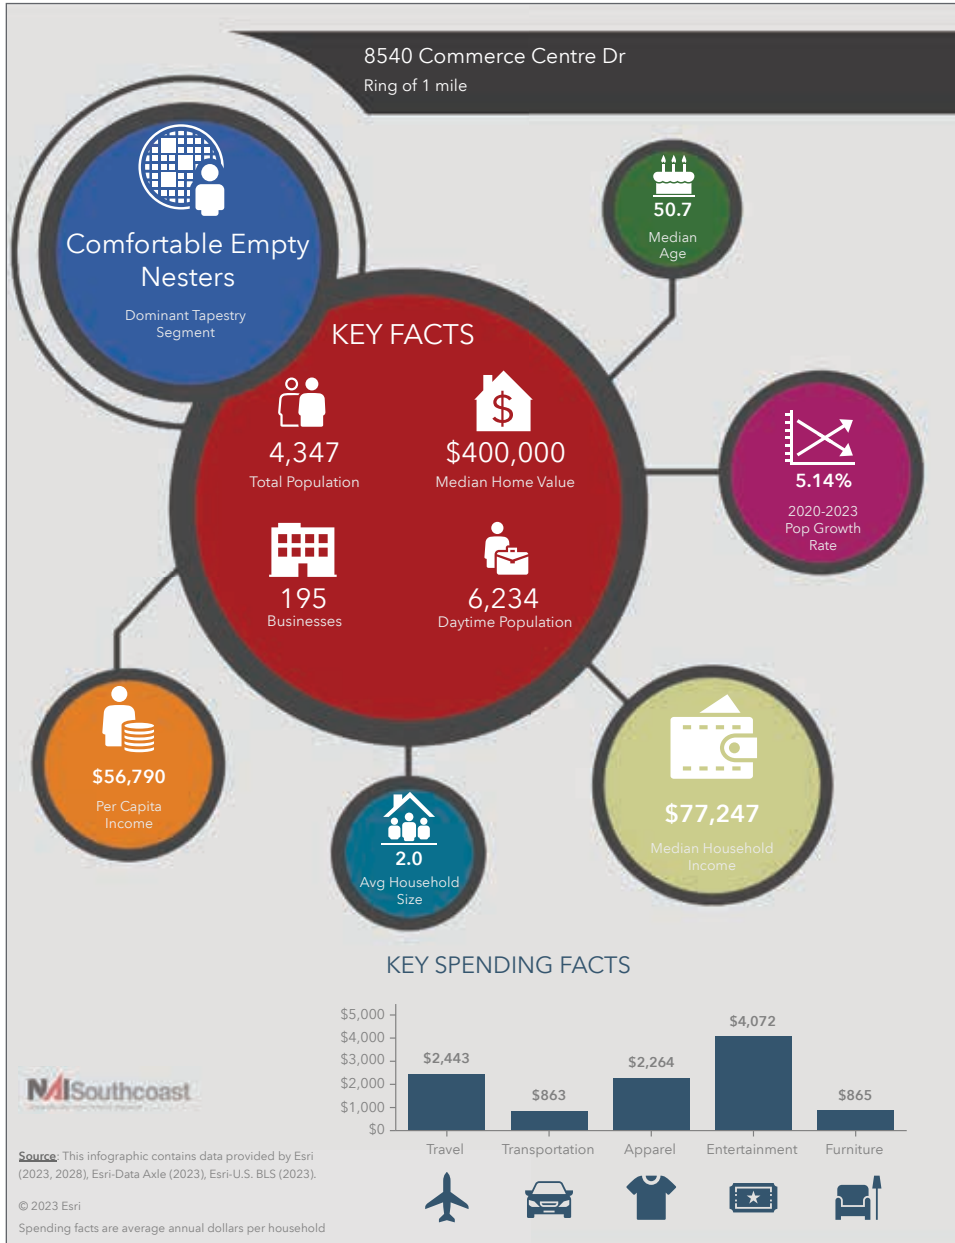 8540 Commerce Centre Dr
Ring of 1 mile
Comfortable Empty
Nesters
Dominant Tapestry
Segment
50.7
Median
Age
KEY FACTS
$
4,347
Total Population
$400,000
Median Home Value
195
Businesses
6,234
Daytime Population
5.14%
2020-2023
Pop Growth
Rate
$56,790
Per Capita
Income
2.0
Avg Household
Size
$77,247
Median Household
Income
KEY SPENDING FACTS
$5,000
$4,000
$3,000
$2,000
$1,000
$0
$2,443
$863
$2,264
$4,072
$865
Travel
Transportation
Apparel
Entertainment
Furniture
NAISouthcoast
Source: This infographic contains data provided by Esri
(2023, 2028), Esri-Data Axle (2023), Esri-U.S. BLS (2023).
© 2023 Esri
Spending facts are average annual dollars per household